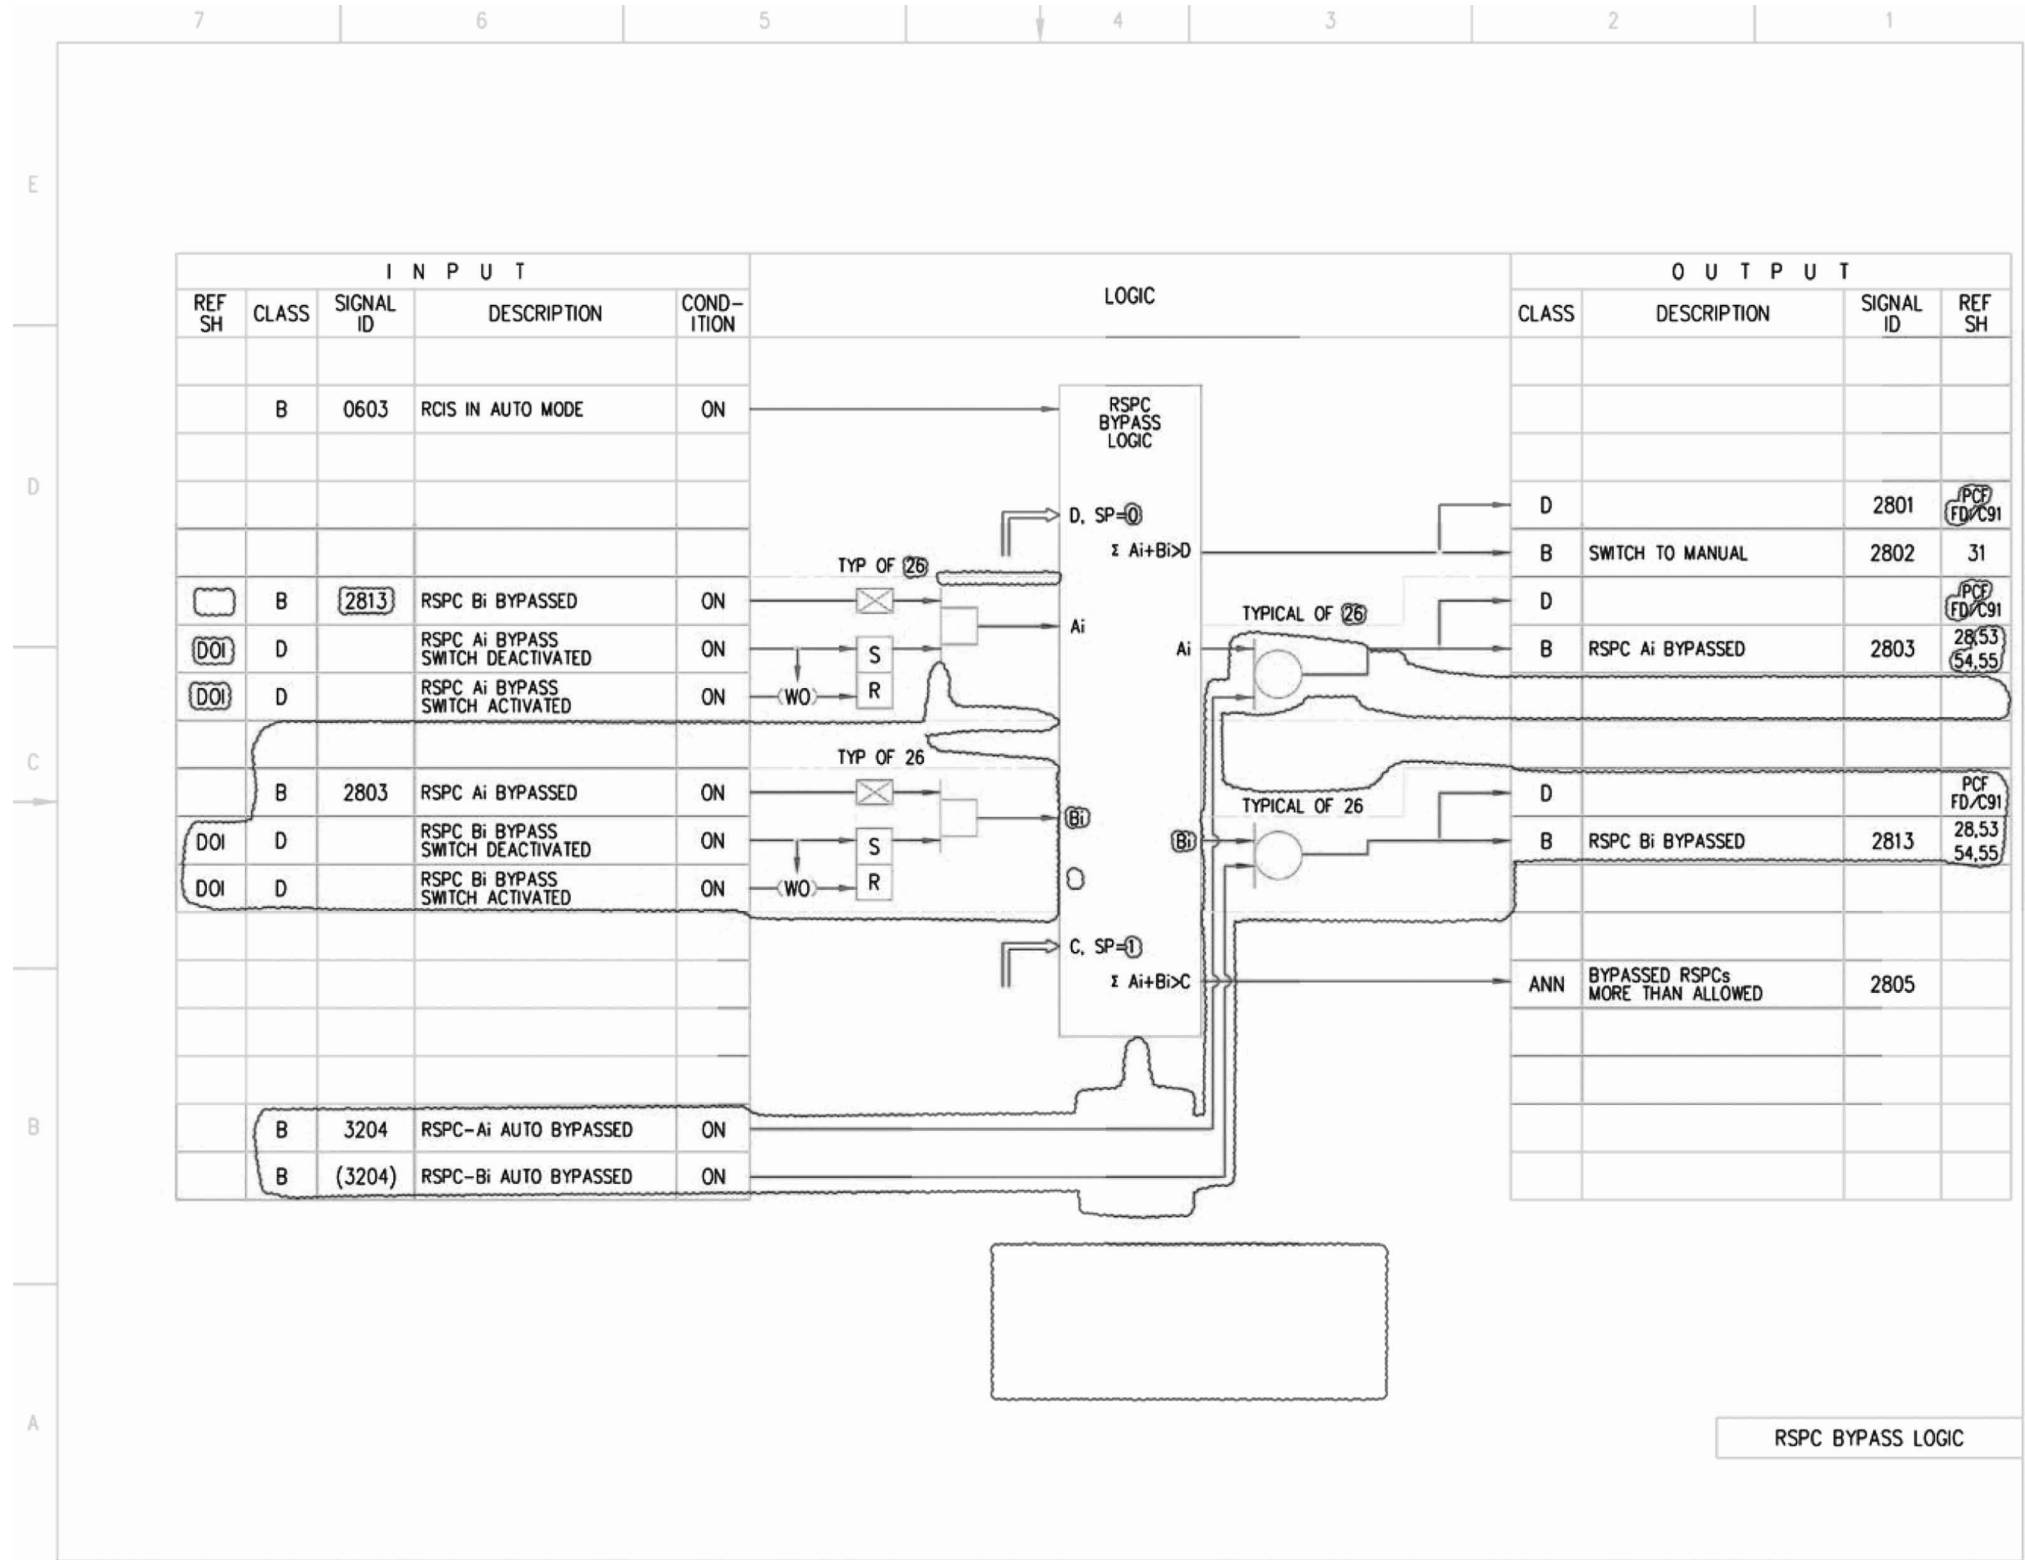 7 6 5 4 3 2 1
E
D
C
B
A
INPUT
LOGIC
OUTPUT
REF SH
CLASS
SIGNAL ID
DESCRIPTION
COND-ITION
CLASS
DESCRIPTION
SIGNAL ID
REF SH
B 0603 RCIS IN AUTO MODE ON
RSPC
BYPASS
LOGIC
D, SP=0
D 2801 PCF FD/C91
Σ Ai+Bi>D
B SWITCH TO MANUAL 2802 31
TYP OF 26
B 2813 RSPC Bi BYPASSED ON
TYPICAL OF 26
D PCF FD/C91
Ai
DOI D RSPC Ai BYPASS
SWITCH DEACTIVATED ON
S
Ai
B RSPC Ai BYPASSED 2803 28,53
54,55
DOI D RSPC Ai BYPASS
SWITCH ACTIVATED ON
(WO)
R
TYP OF 26
B 2803 RSPC Ai BYPASSED ON
TYPICAL OF 26
D PCF FD/C91
Bi
DOI D RSPC Bi BYPASS
SWITCH DEACTIVATED ON
S
Bi
B RSPC Bi BYPASSED 2813 28,53
54,55
DOI D RSPC Bi BYPASS
SWITCH ACTIVATED ON
(WO)
R
C, SP=1
Σ Ai+Bi>C
ANN BYPASSED RSPCs
MORE THAN ALLOWED 2805
B 3204 RSPC-Ai AUTO BYPASSED ON
B (3204) RSPC-Bi AUTO BYPASSED ON
RSPC BYPASS LOGIC